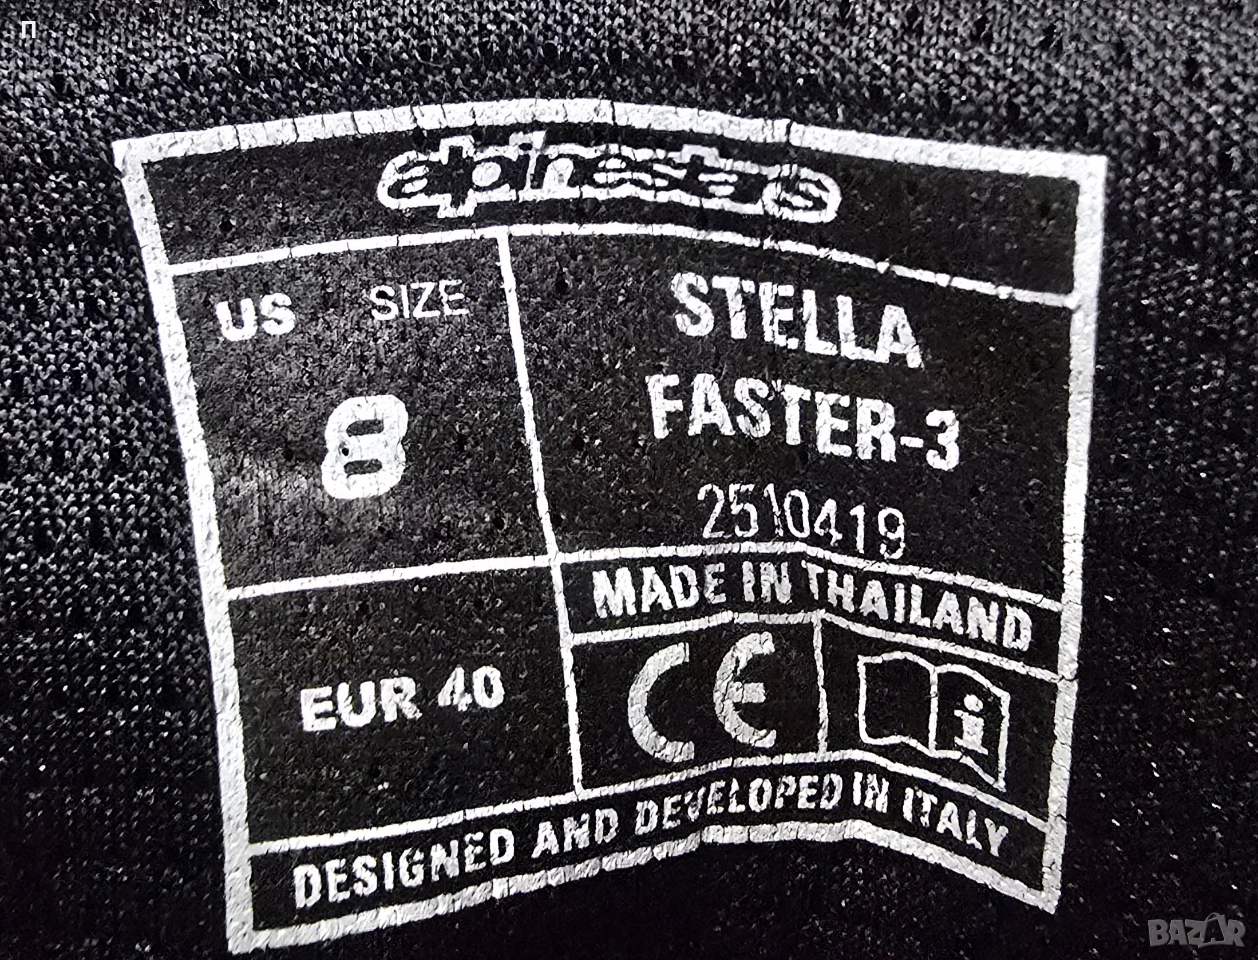 П
alpinestars
US SIZE
8
STELLA
FASTER-3
2510419
MADE IN THAILAND
EUR 40
CE
i
DESIGNED AND DEVELOPED IN ITALY
BAZAR